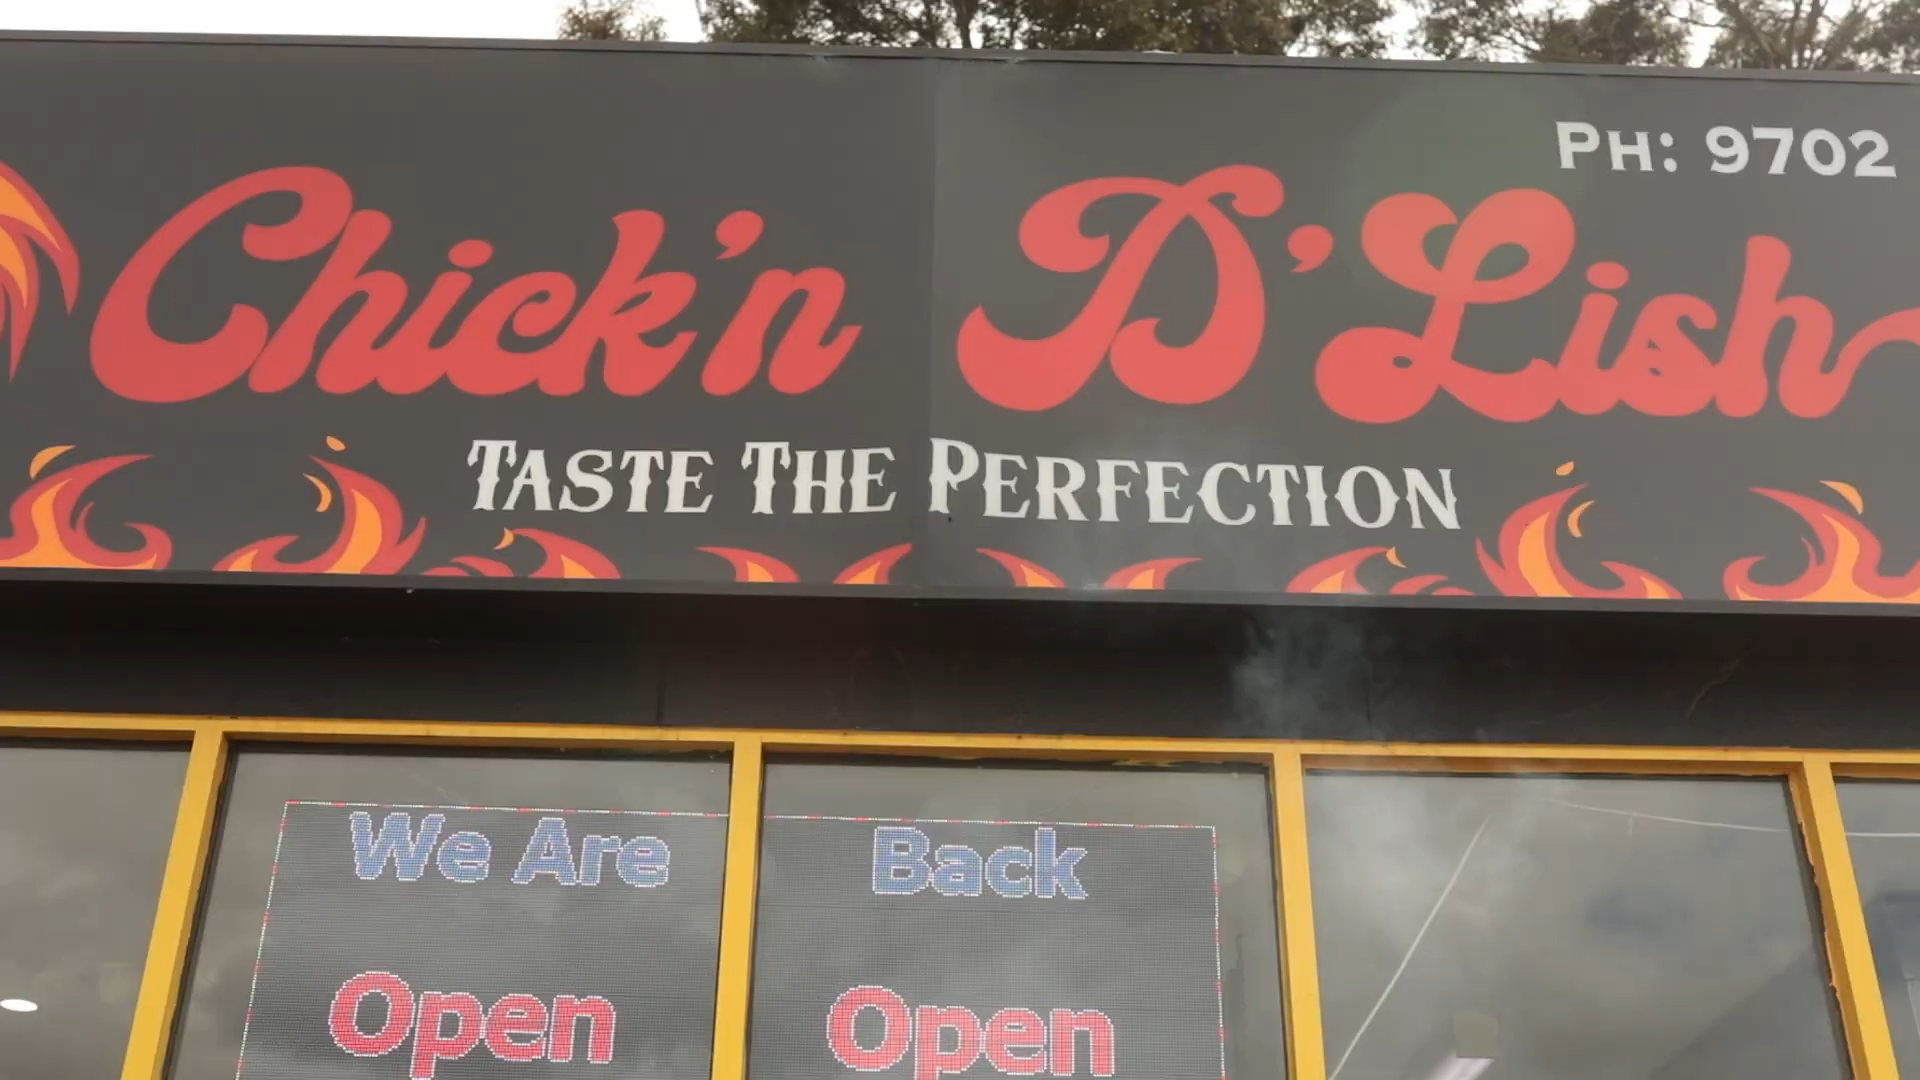 PH: 9702
Chick'n D'Lish
TASTE THE PERFECTION
We Are Back
Open Open